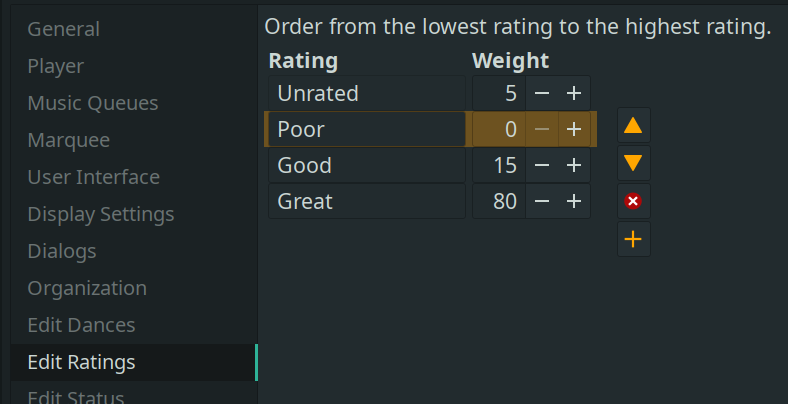 General
Player
Music Queues
Marquee
User Interface
Display Settings
Dialogs
Organization
Edit Dances
Edit Ratings
Edit Status
Order from the lowest rating to the highest rating.
Rating Weight
Unrated 5 − +
Poor 0 − +
Good 15 − +
Great 80 − +